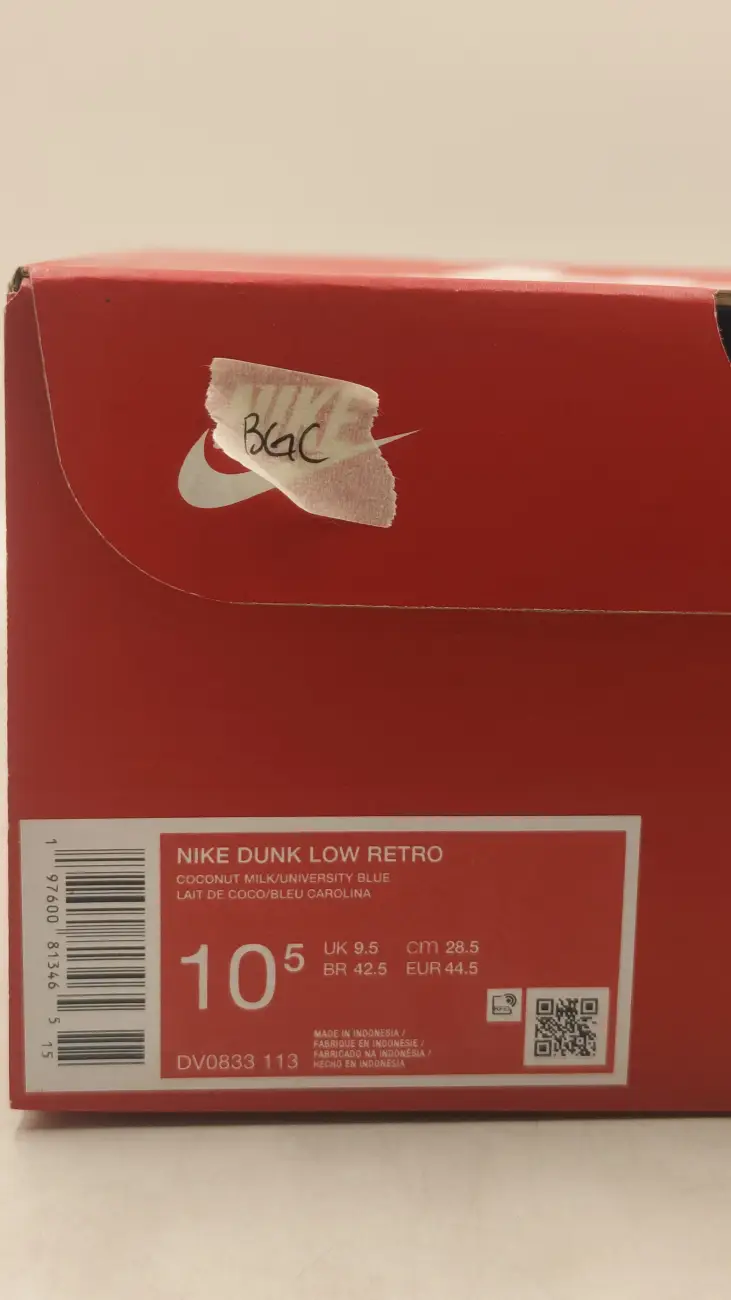 NIKE
BGC
NIKE DUNK LOW RETRO
COCONUT MILK/UNIVERSITY BLUE
LAIT DE COCO/BLEU CAROLINA
10⁵
UK 9.5 cm 28.5
BR 42.5 EUR 44.5
MADE IN INDONESIA /
FABRIQUE EN INDONESIE /
FABRICADO NA INDONÉSIA /
HECHO EN INDONESIA
DV0833 113
1 97600 81346 5 15